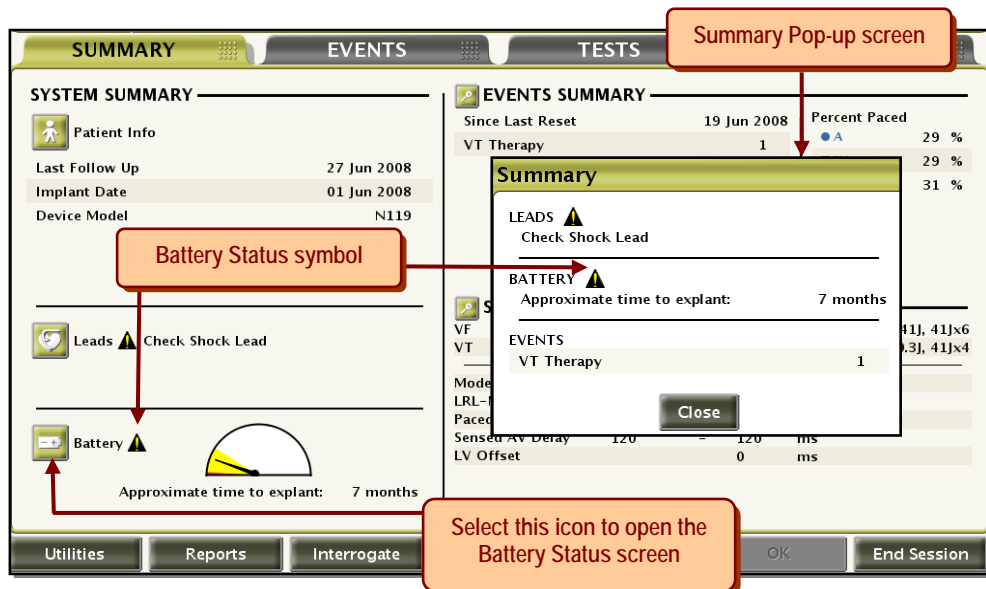 SUMMARY
EVENTS
TESTS
Summary Pop-up screen
SYSTEM SUMMARY
Patient Info
Last Follow Up 27 Jun 2008
Implant Date 01 Jun 2008
Device Model N119
Battery Status symbol
Leads Check Shock Lead
Battery
Approximate time to explant: 7 months
EVENTS SUMMARY
Since Last Reset 19 Jun 2008
VT Therapy 1
Percent Paced
A 29 %
29 %
31 %
Summary
LEADS
Check Shock Lead
BATTERY
Approximate time to explant: 7 months
EVENTS
VT Therapy 1
Close
S
VF 41J, 41Jx6
VT .3J, 41Jx4
Mode
LRL-
Paced
Sensed AV Delay 120 - 120 ms
LV Offset 0 ms
Select this icon to open the
Battery Status screen
Utilities
Reports
Interrogate
OK
End Session